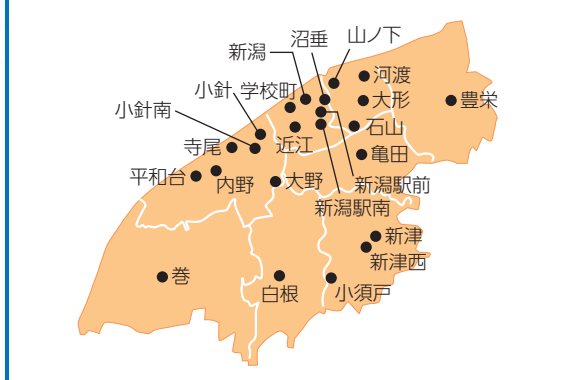 沼垂
山ノ下
新潟
河渡
小針
学校町
大形
豊栄
小針南
石山
近江
寺尾
亀田
平和台
内野
大野
新潟駅前
新潟駅南
新津
新津西
巻
白根
小須戸